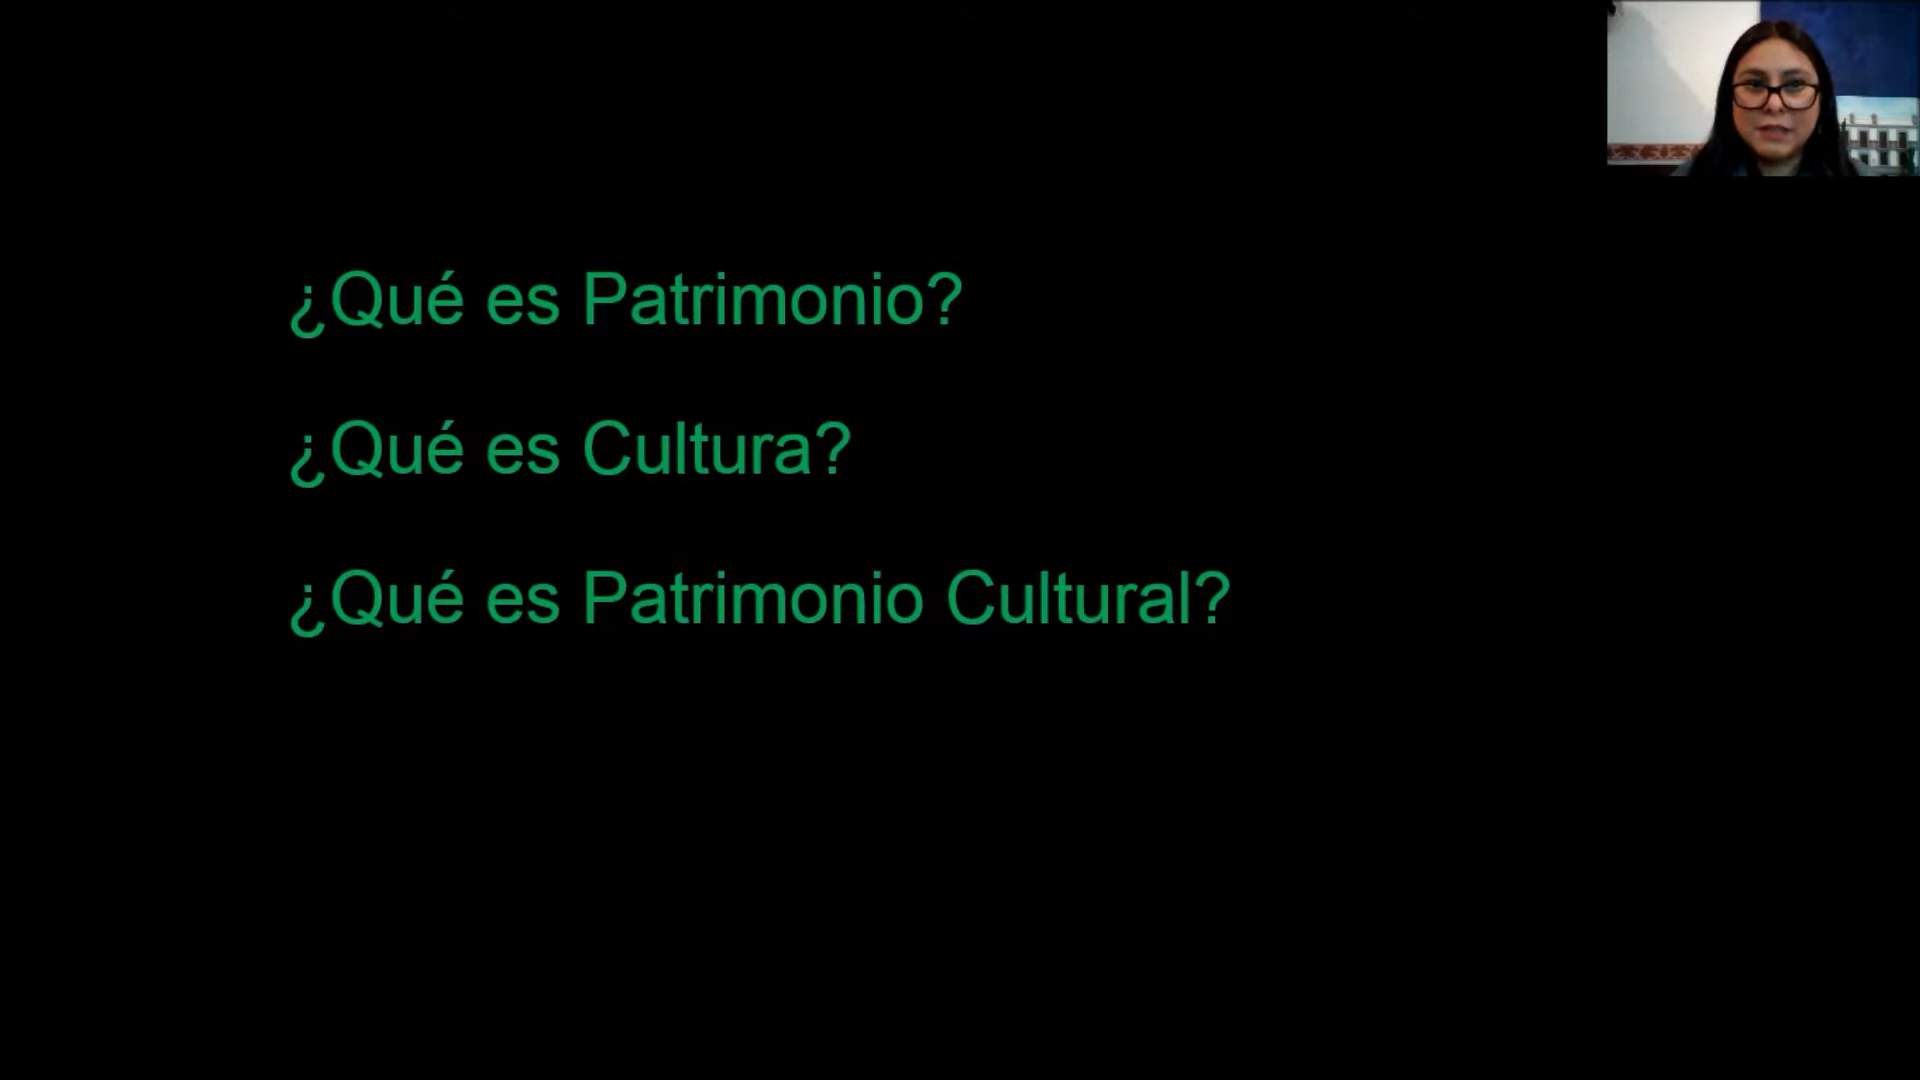 ¿Qué es Patrimonio?
¿Qué es Cultura?
¿Qué es Patrimonio Cultural?